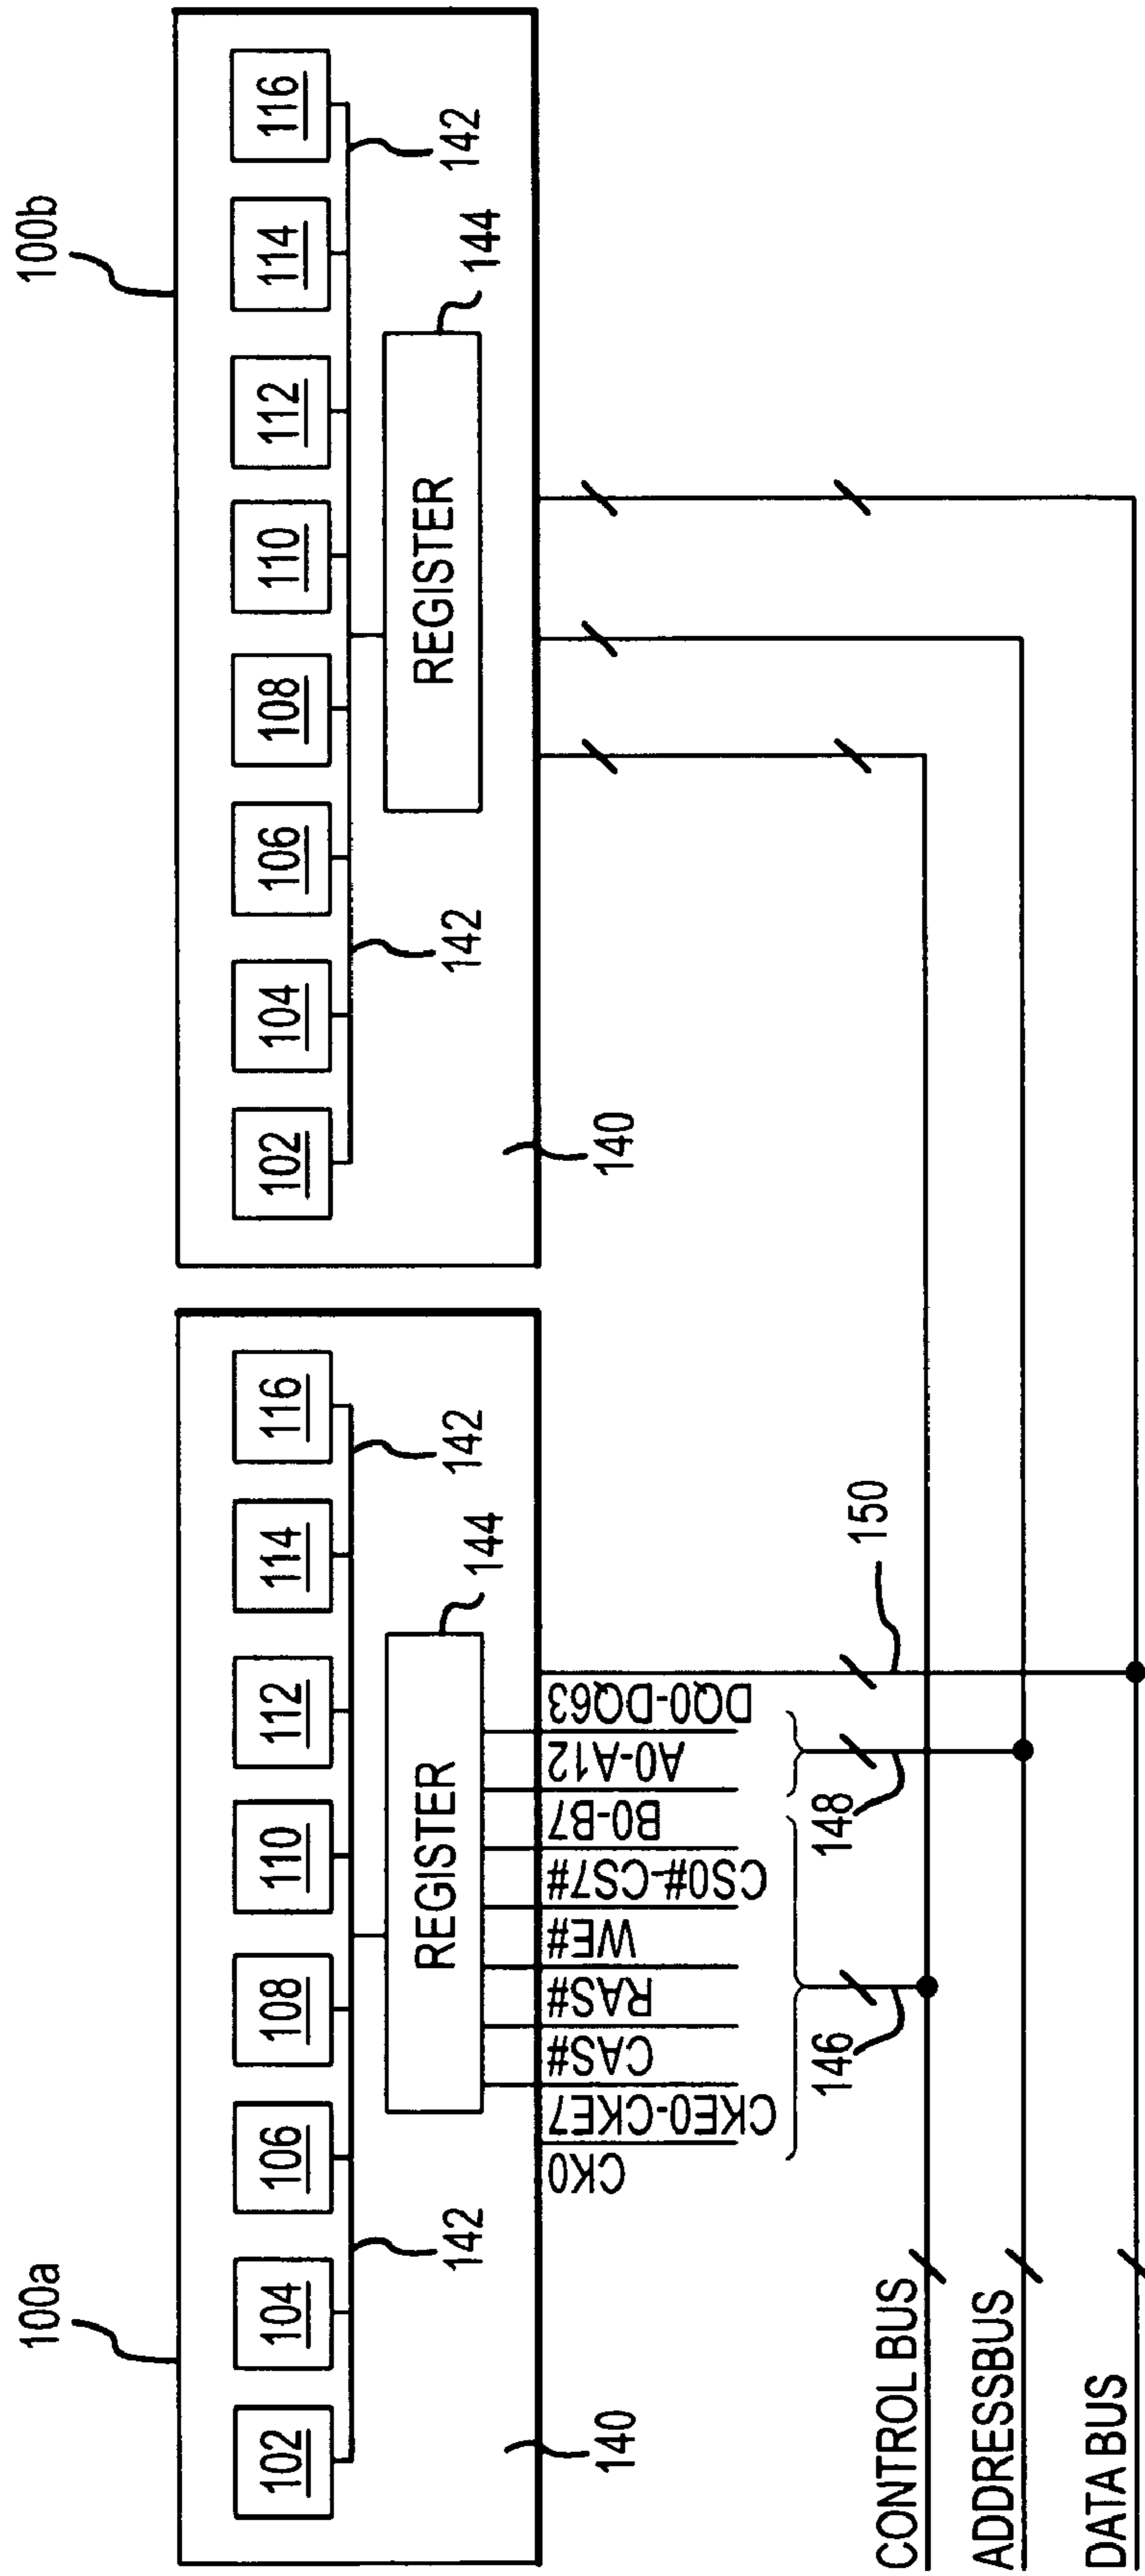 100a
100b
102
104
106
108
110
112
114
116
142
142
REGISTER
144
140
102
104
106
108
110
112
114
116
142
142
REGISTER
144
140
CK0
CKE0-CKE7
CAS#
RAS#
WE#
CS0#-CS7#
B0-B7
A0-A12
DQ0-DQ63
146
148
150
CONTROL BUS
ADDRESSBUS
DATA BUS